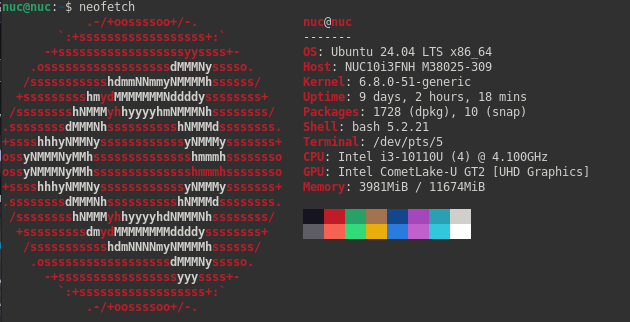 nuc@nuc:~$ neofetch
            .-/+oossssoo+/-.               nuc@nuc
        `:+ssssssssssssssssss+:`           -------
      -+ssssssssssssssssssyyssss+-         OS: Ubuntu 24.04 LTS x86_64
    .ossssssssssssssssssdMMMNysssso.       Host: NUC10i3FNH M38025-309
   /ssssssssssshdmmNNmmyNMMMMhssssss/      Kernel: 6.8.0-51-generic
  +ssssssssshmydMMMMMMMNddddyssssssss+     Uptime: 9 days, 2 hours, 18 mins
 /sssssssshNMMMyhhyyyyhmNMMMNhssssssss/    Packages: 1728 (dpkg), 10 (snap)
.ssssssssdMMMNhsssssssssshNMMMdssssssss.   Shell: bash 5.2.21
+sssshhhyNMMNyssssssssssssyNMMMysssssss+   Terminal: /dev/pts/5
ossyNMMMNyMMhsssssssssssssshmmmhssssssso   CPU: Intel i3-10110U (4) @ 4.100GHz
ossyNMMMNyMMhsssssssssssssshmmmhssssssso   GPU: Intel CometLake-U GT2 [UHD Graphics]
+sssshhhyNMMNyssssssssssssyNMMMysssssss+   Memory: 3981MiB / 11674MiB
.ssssssssdMMMNhsssssssssshNMMMdssssssss.
 /sssssssshNMMMyhhyyyyhdNMMMNhssssssss/
  +sssssssssdmydMMMMMMMMddddyssssssss+
   /ssssssssssshdmNNNNmyNMMMMhssssss/
    .ossssssssssssssssssdMMMNysssso.
      -+sssssssssssssssssyyyssss+-
        `:+ssssssssssssssssss+:`
            .-/+oossssoo+/-.